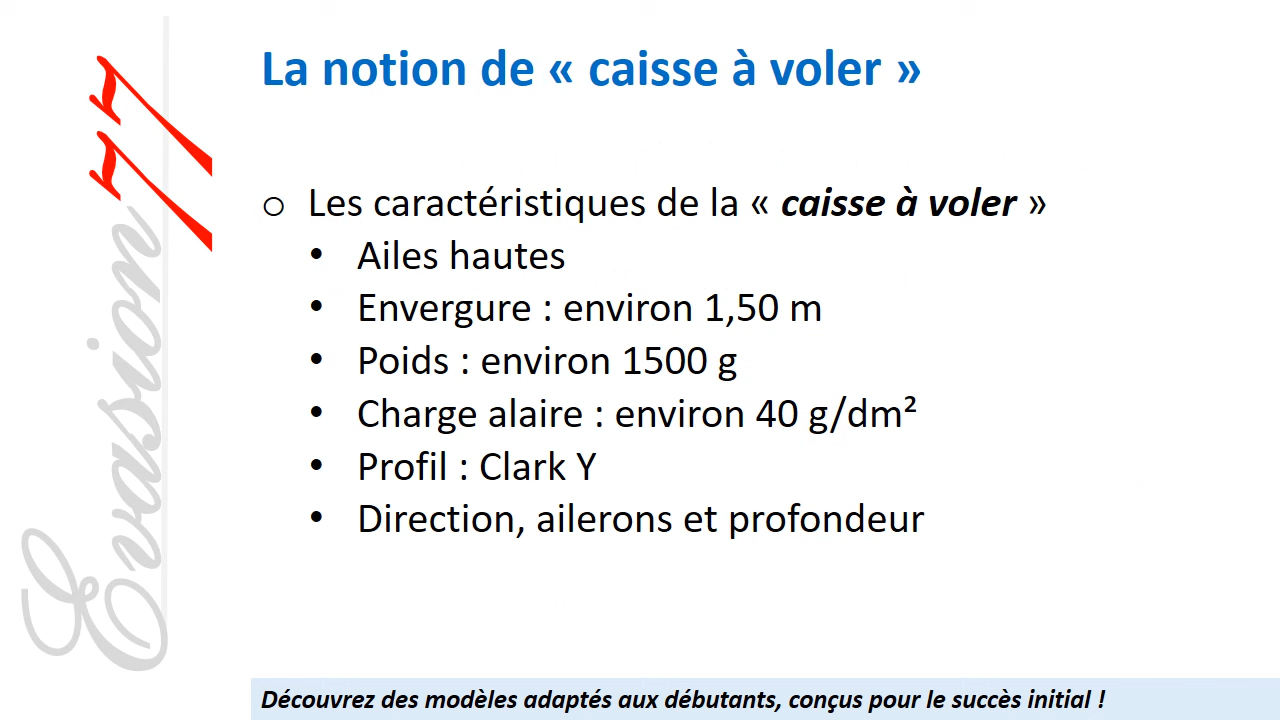 Evasion 77
La notion de « caisse à voler »
o Les caractéristiques de la « caisse à voler »
• Ailes hautes
• Envergure : environ 1,50 m
• Poids : environ 1500 g
• Charge alaire : environ 40 g/dm²
• Profil : Clark Y
• Direction, ailerons et profondeur
Découvrez des modèles adaptés aux débutants, conçus pour le succès initial !